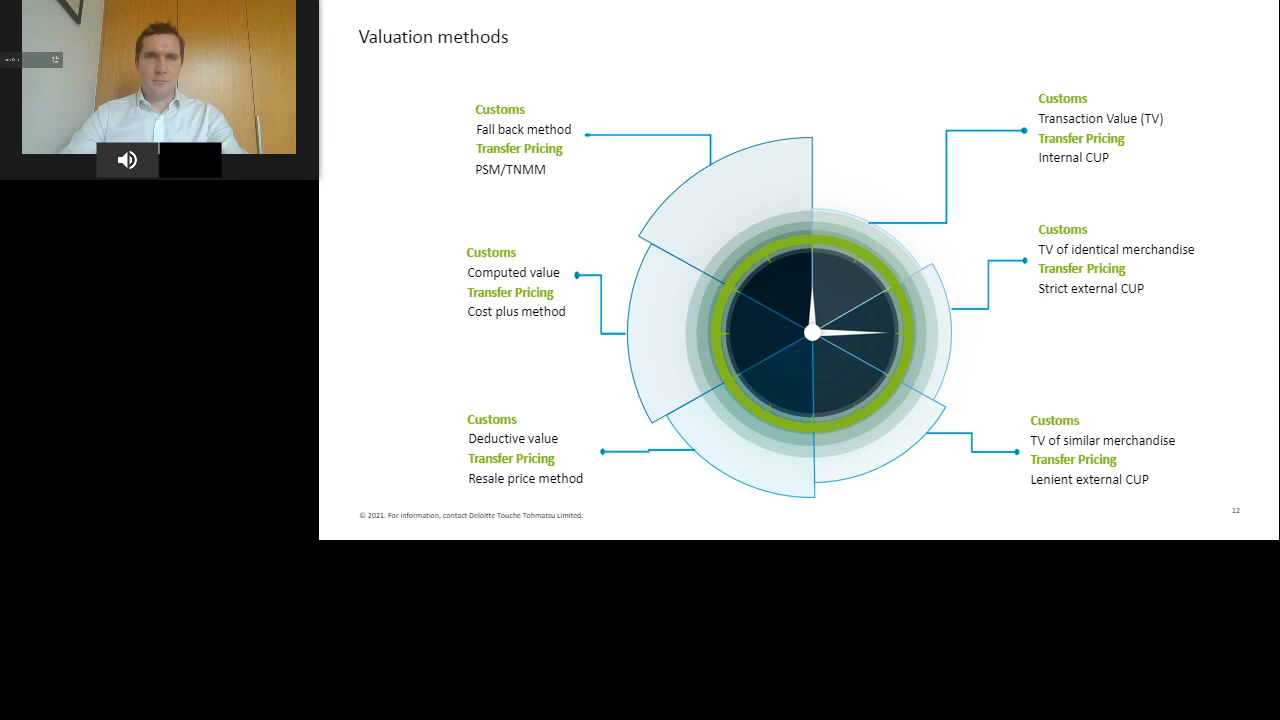 Valuation methods
Customs
Fall back method
Transfer Pricing
PSM/TNMM
Customs
Computed value
Transfer Pricing
Cost plus method
Customs
Deductive value
Transfer Pricing
Resale price method
Customs
Transaction Value (TV)
Transfer Pricing
Internal CUP
Customs
TV of identical merchandise
Transfer Pricing
Strict external CUP
Customs
TV of similar merchandise
Transfer Pricing
Lenient external CUP
© 2021. For information, contact Deloitte Touche Tohmatsu Limited.
12